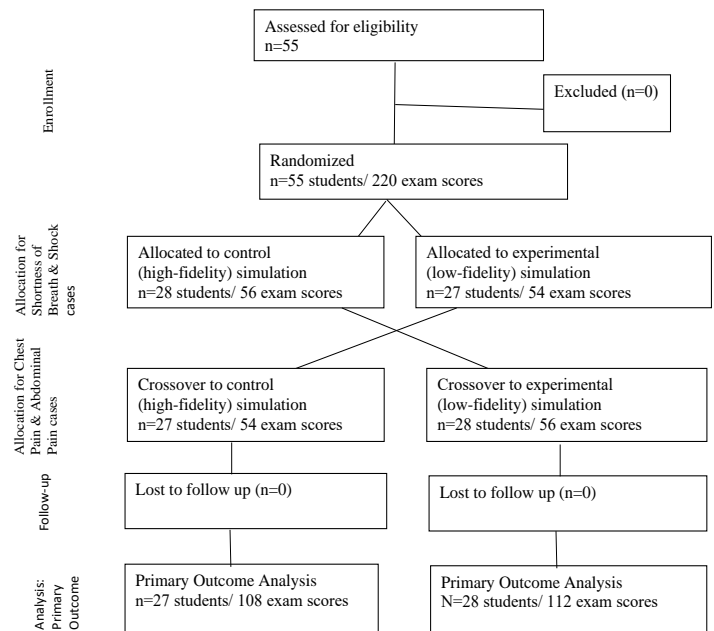 Assessed for eligibility
n=55
Enrollment
Excluded (n=0)
Randomized
n=55 students/ 220 exam scores
Allocation for
Shortness of
Breath & Shock
cases
Allocated to control
(high-fidelity) simulation
n=28 students/ 56 exam scores
Allocated to experimental
(low-fidelity) simulation
n=27 students/ 54 exam scores
Allocation for Chest
Pain & Abdominal
Pain cases
Crossover to control
(high-fidelity) simulation
n=27 students/ 54 exam scores
Crossover to experimental
(low-fidelity) simulation
n=28 students/ 56 exam scores
Follow-up
Lost to follow up (n=0)
Lost to follow up (n=0)
Analysis:
Primary
Outcome
Primary Outcome Analysis
n=27 students/ 108 exam scores
Primary Outcome Analysis
N=28 students/ 112 exam scores